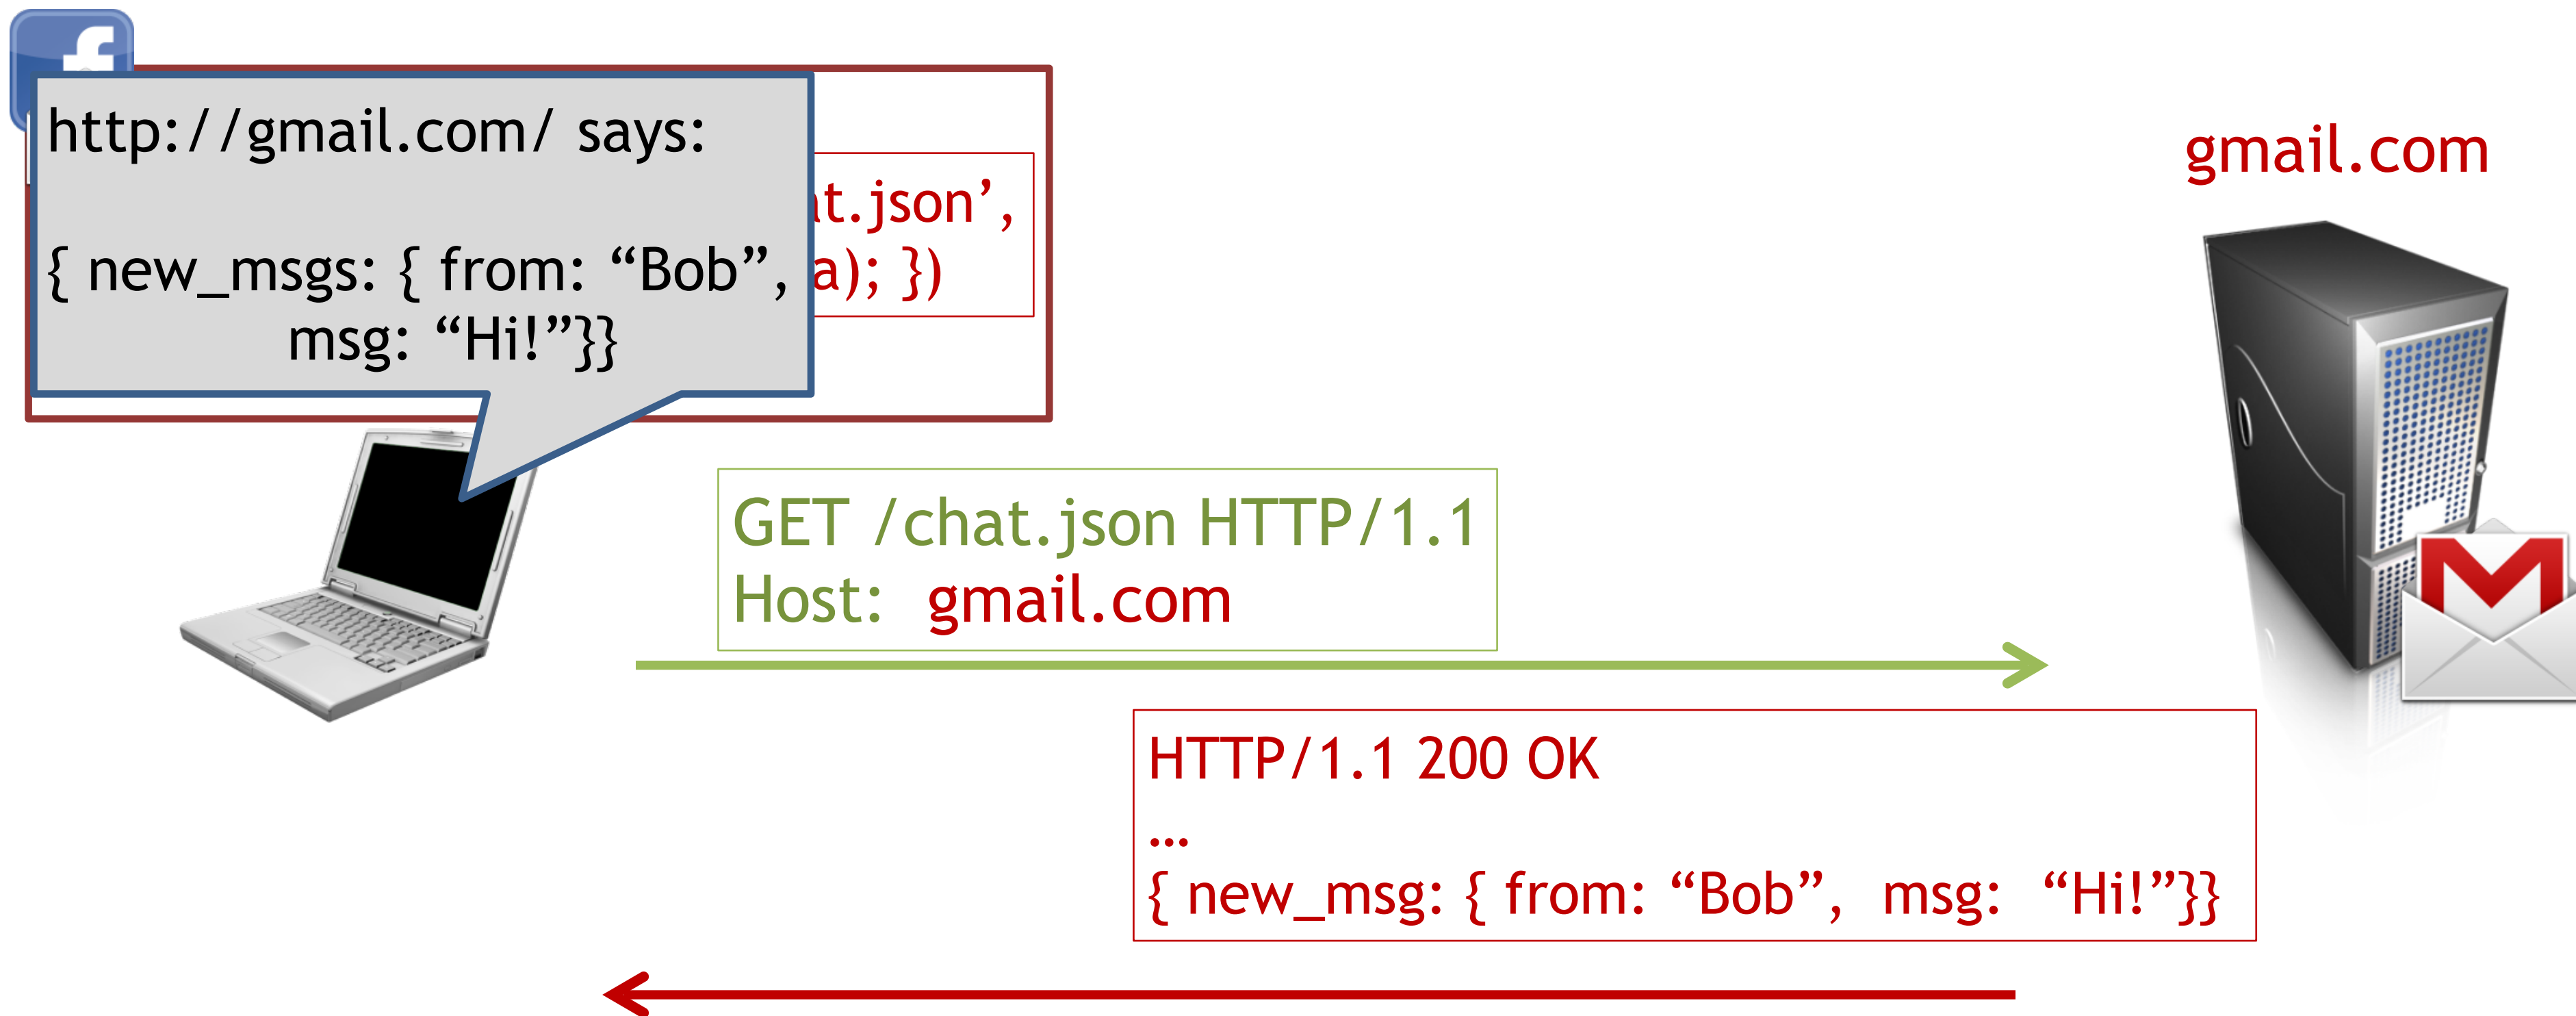 http://gmail.com/ says:
{ new_msgs: { from: “Bob”,
msg: “Hi!”}}
t.json’,
a); })
gmail.com
GET /chat.json HTTP/1.1
Host: gmail.com
HTTP/1.1 200 OK
…
{ new_msg: { from: “Bob”, msg: “Hi!”}}